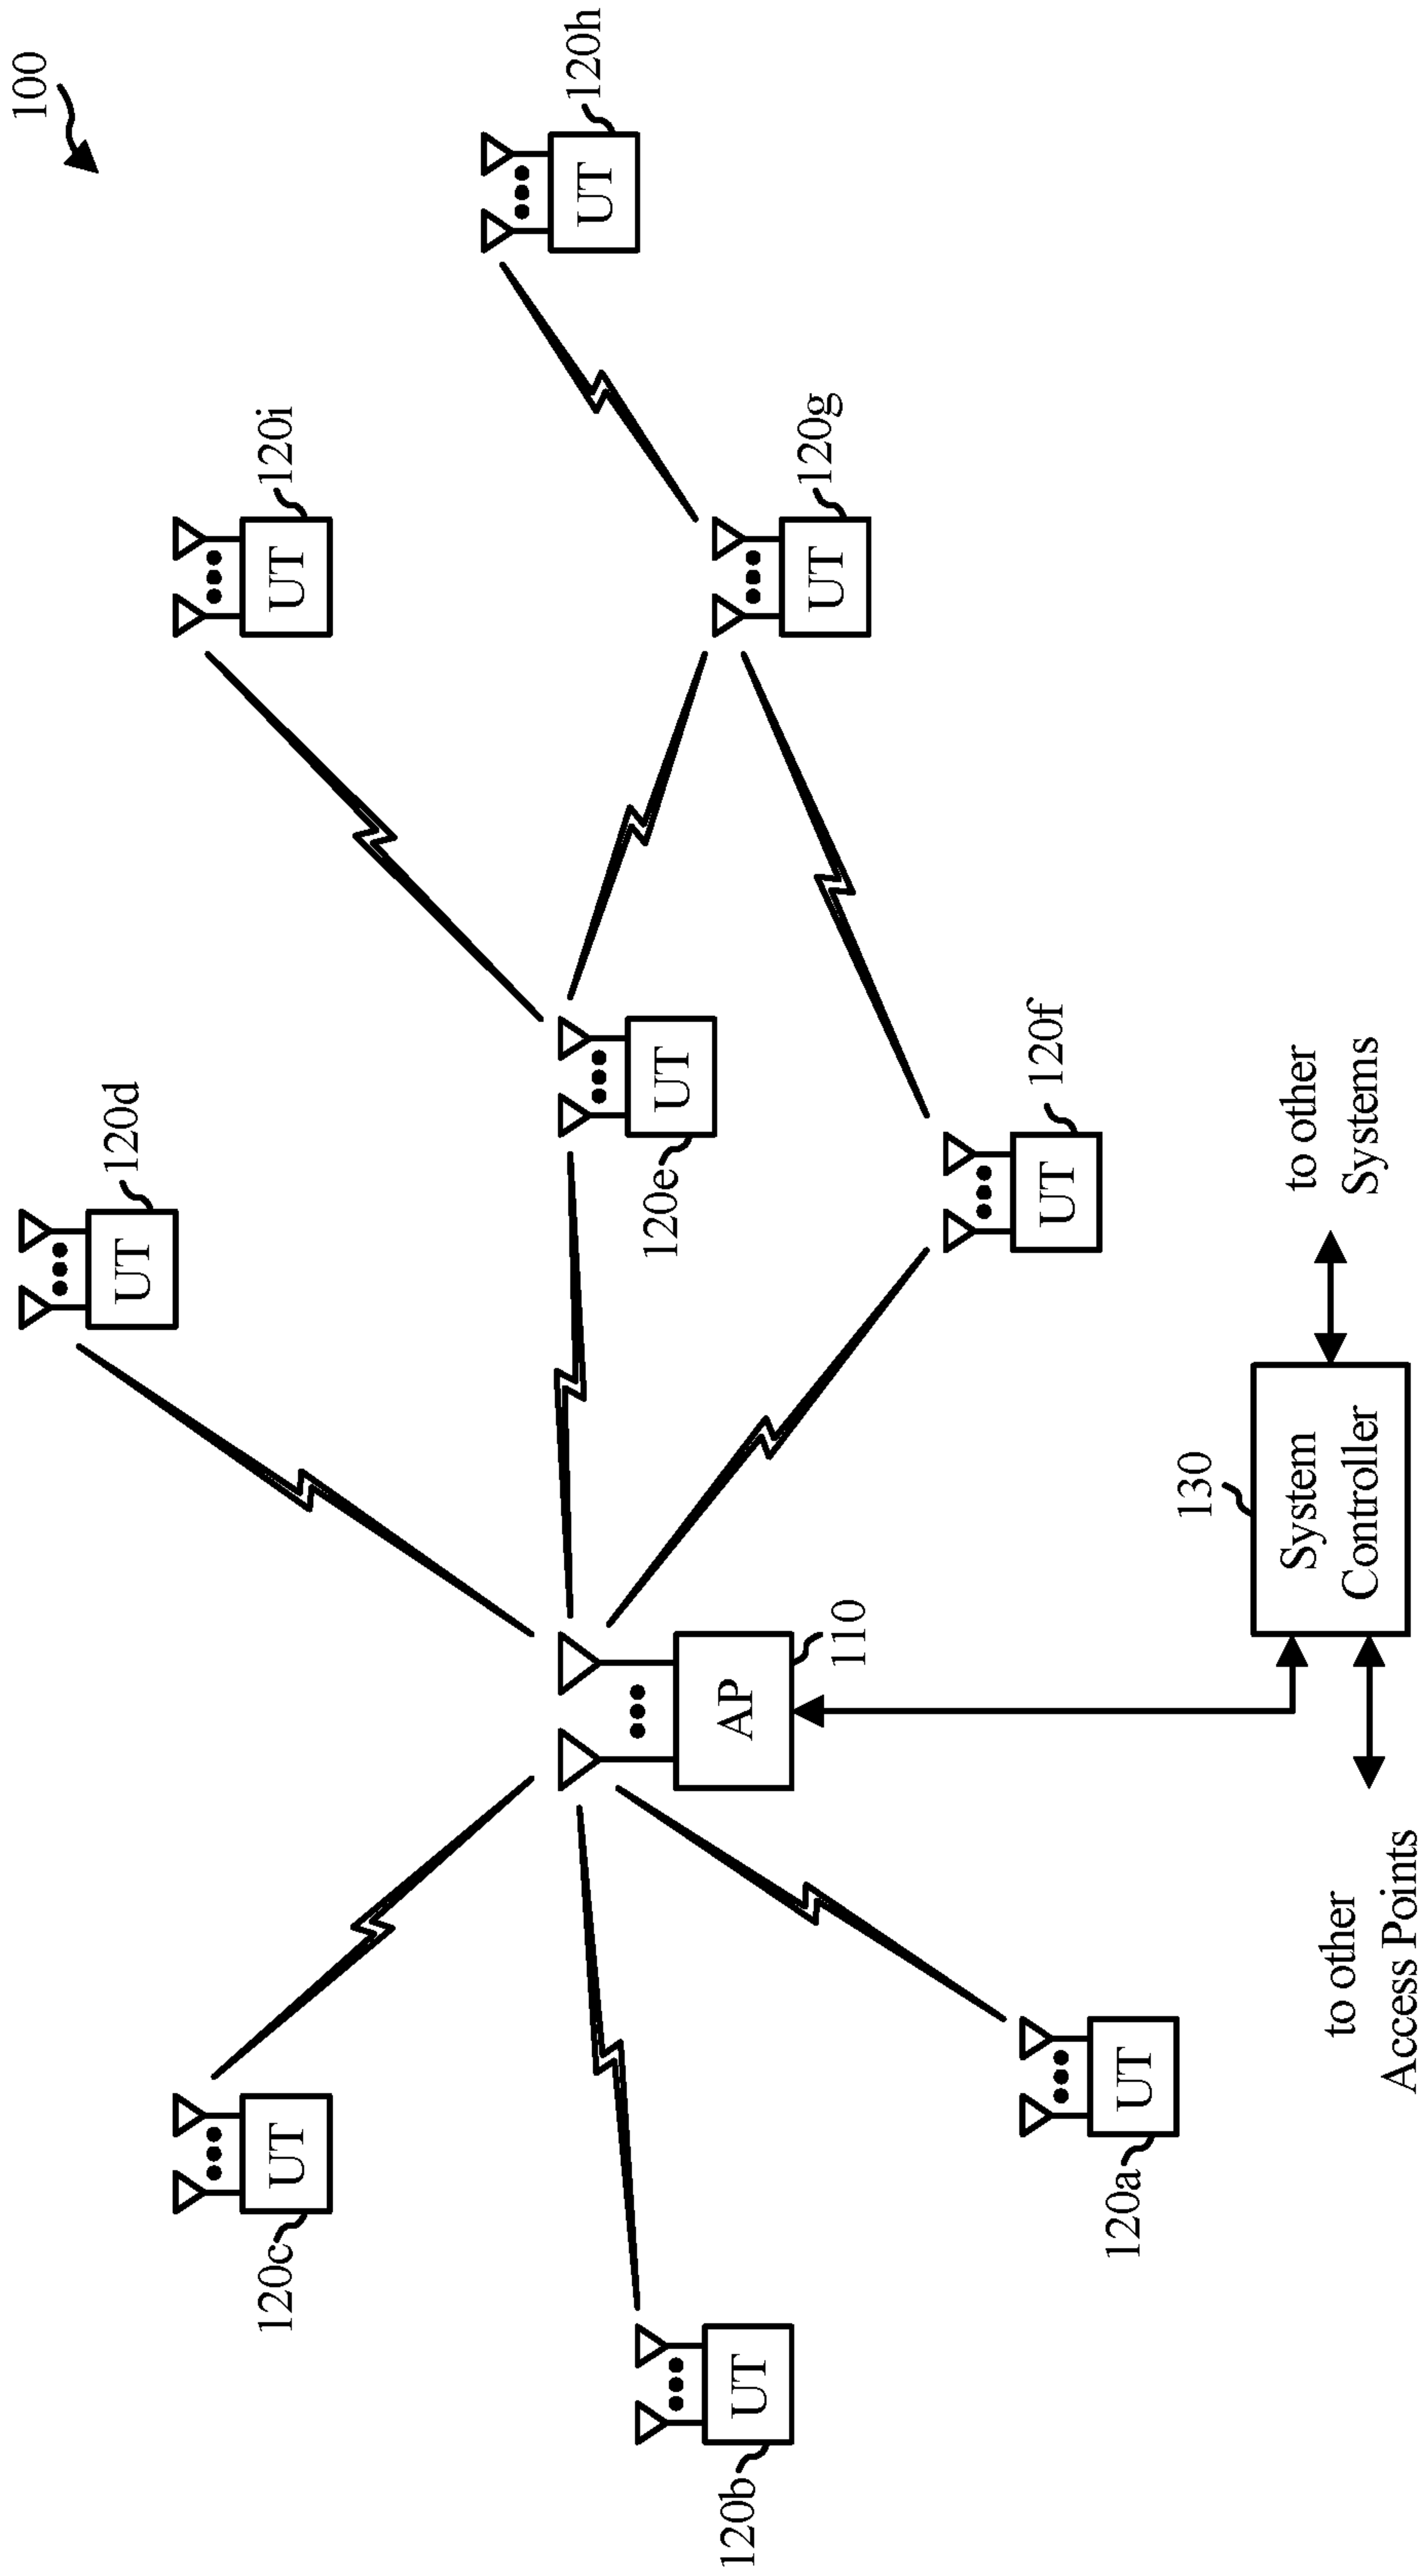 100
120d
UT
120i
UT
120c
UT
120h
UT
120e
UT
AP
110
120g
UT
120b
UT
120f
UT
120a
UT
130
System
Controller
to other
Systems
to other
Access Points